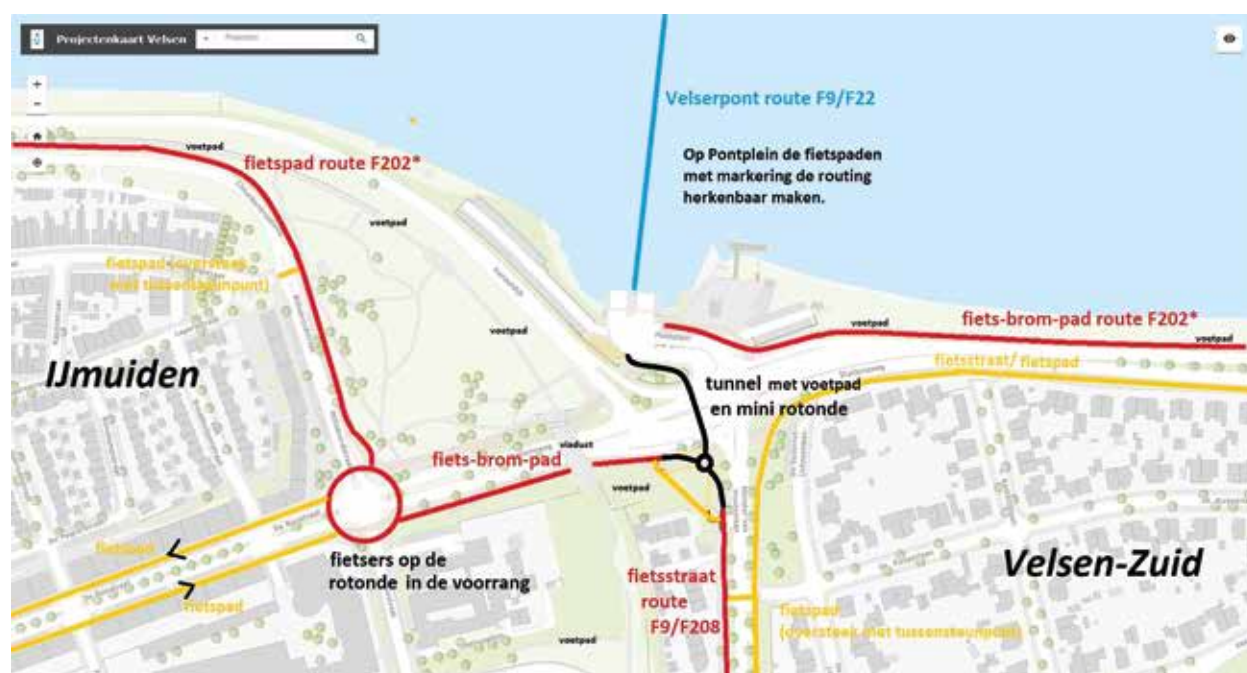 Projectenkaart Velsen
Velserpont route F9/F22
Op Pontplein de fietspaden
met markering de routing
herkenbaar maken.
voetpad
fietspad route F202*
voetpad
fietspad (oversteek
met tussensteunpunt)
voetpad
voetpad
fiets-brom-pad route F202*
voetpad
fietsstraat/ fietspad
IJmuiden
tunnel met voetpad
en mini rotonde
viaduct
fiets-brom-pad
voetpad
voetpad
Velsen-Zuid
fietspad
fietsers op de
rotonde in de voorrang
fietspad
fietsstraat
route
F9/F208
fietspad
(oversteek met tussensteunpunt)
voetpad